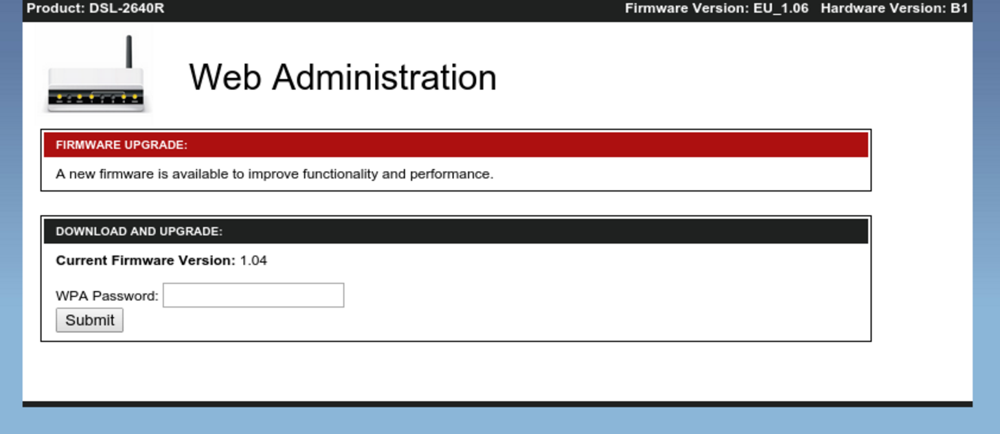 Product: DSL-2640R Firmware Version: EU_1.06 Hardware Version: B1
Web Administration
FIRMWARE UPGRADE:
A new firmware is available to improve functionality and performance.
DOWNLOAD AND UPGRADE:
Current Firmware Version: 1.04
WPA Password:
Submit